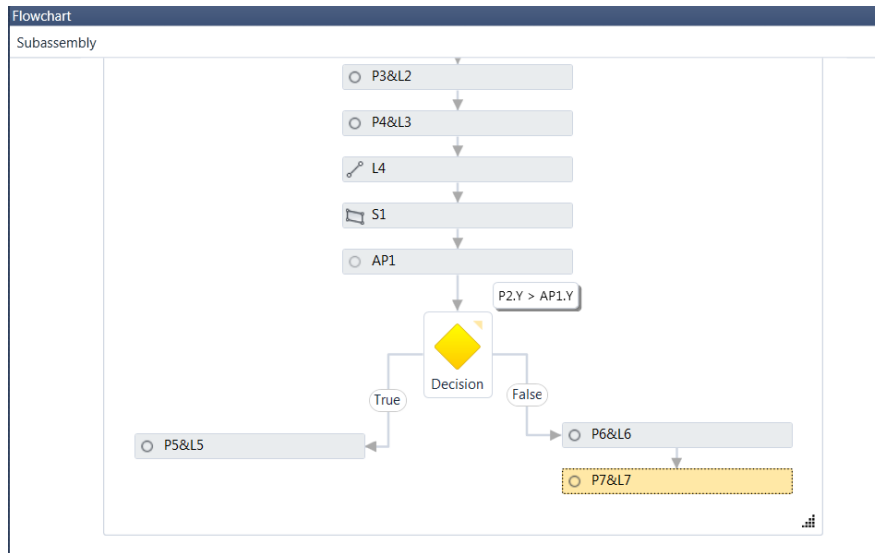 Flowchart
Subassembly
P3&L2
P4&L3
L4
S1
AP1
P2.Y > AP1.Y
Decision
True
False
P5&L5
P6&L6
P7&L7